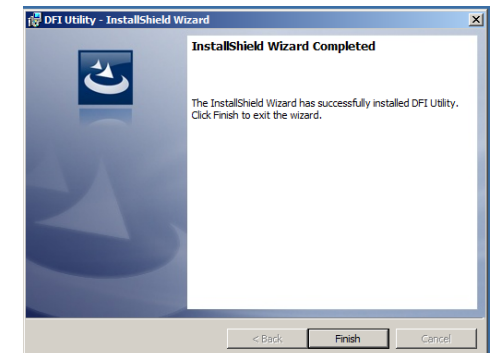 DFI Utility - InstallShield Wizard
InstallShield Wizard Completed
The InstallShield Wizard has successfully installed DFI Utility.
Click Finish to exit the wizard.
< Back
Finish
Cancel